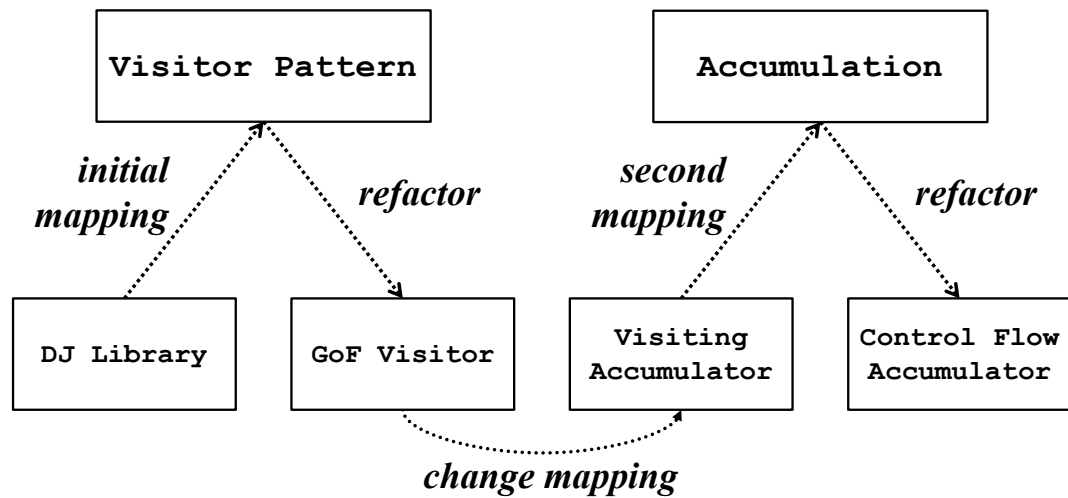 Visitor Pattern
Accumulation
initial
mapping
refactor
second
mapping
refactor
DJ Library
GoF Visitor
Visiting
Accumulator
Control Flow
Accumulator
change mapping